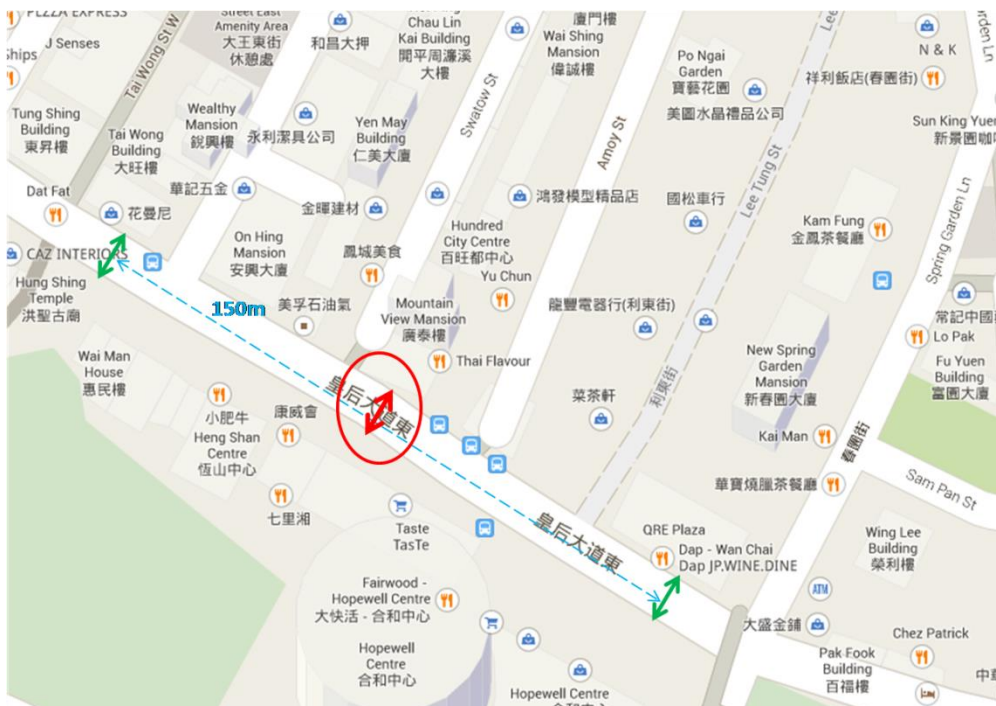 PEZZA EXPRESS
J Senses
Ships
Tung Shing
Building
東昇樓
Tai Wong St W
Street East
Amenity Area
大王東街
休憩處
和昌大押
Chau Lin
Kai Building
開平周濂溪
大樓
廈門樓
Wai Shing
Mansion
偉誠樓
Po Ngai
Garden
寶藝花園
美圖水晶禮品公司
N & K
祥利飯店(春園街)
Sun King Yuen
新景園咖
Tai Wong
Building
大旺樓
Wealthy
Mansion
銳興樓
永利潔具公司
Yen May
Building
仁美大廈
Swatow St
Amoy St
Lee Tung St
Spring Garden Ln
Dat Fat
花曼尼
華記五金
金暉建材
鴻發模型精品店
國松車行
Kam Fung
金鳳茶餐廳
CAZ INTERIORS
Hung Shing
Temple
洪聖古廟
On Hing
Mansion
安興大廈
鳳城美食
Hundred
City Centre
百旺都中心
Yu Chun
150m
美孚石油氣
Mountain
View Mansion
廣泰樓
龍豐電器行(利東街)
常記中國
Lo Pak
Fu Yuen
Building
富園大廈
Wai Man
House
惠民樓
Thai Flavour
New Spring
Garden
Mansion
新春園大廈
皇后大道東
利東街
菜茶軒
小肥牛
康威會
Heng Shan
Centre
恆山中心
Kai Man
春園街
華寶燒臘茶餐廳
Sam Pan St
七里湘
Taste
TasTe
皇后大道東
QRE Plaza
Dap - Wan Chai
Dap JP.WINE.DINE
Wing Lee
Building
榮利樓
Fairwood -
Hopewell Centre
大快活 - 合和中心
ATM
大盛金鋪
Chez Patrick
Hopewell
Centre
合和中心
Pak Fook
Building
百福樓
Hopewell Centre